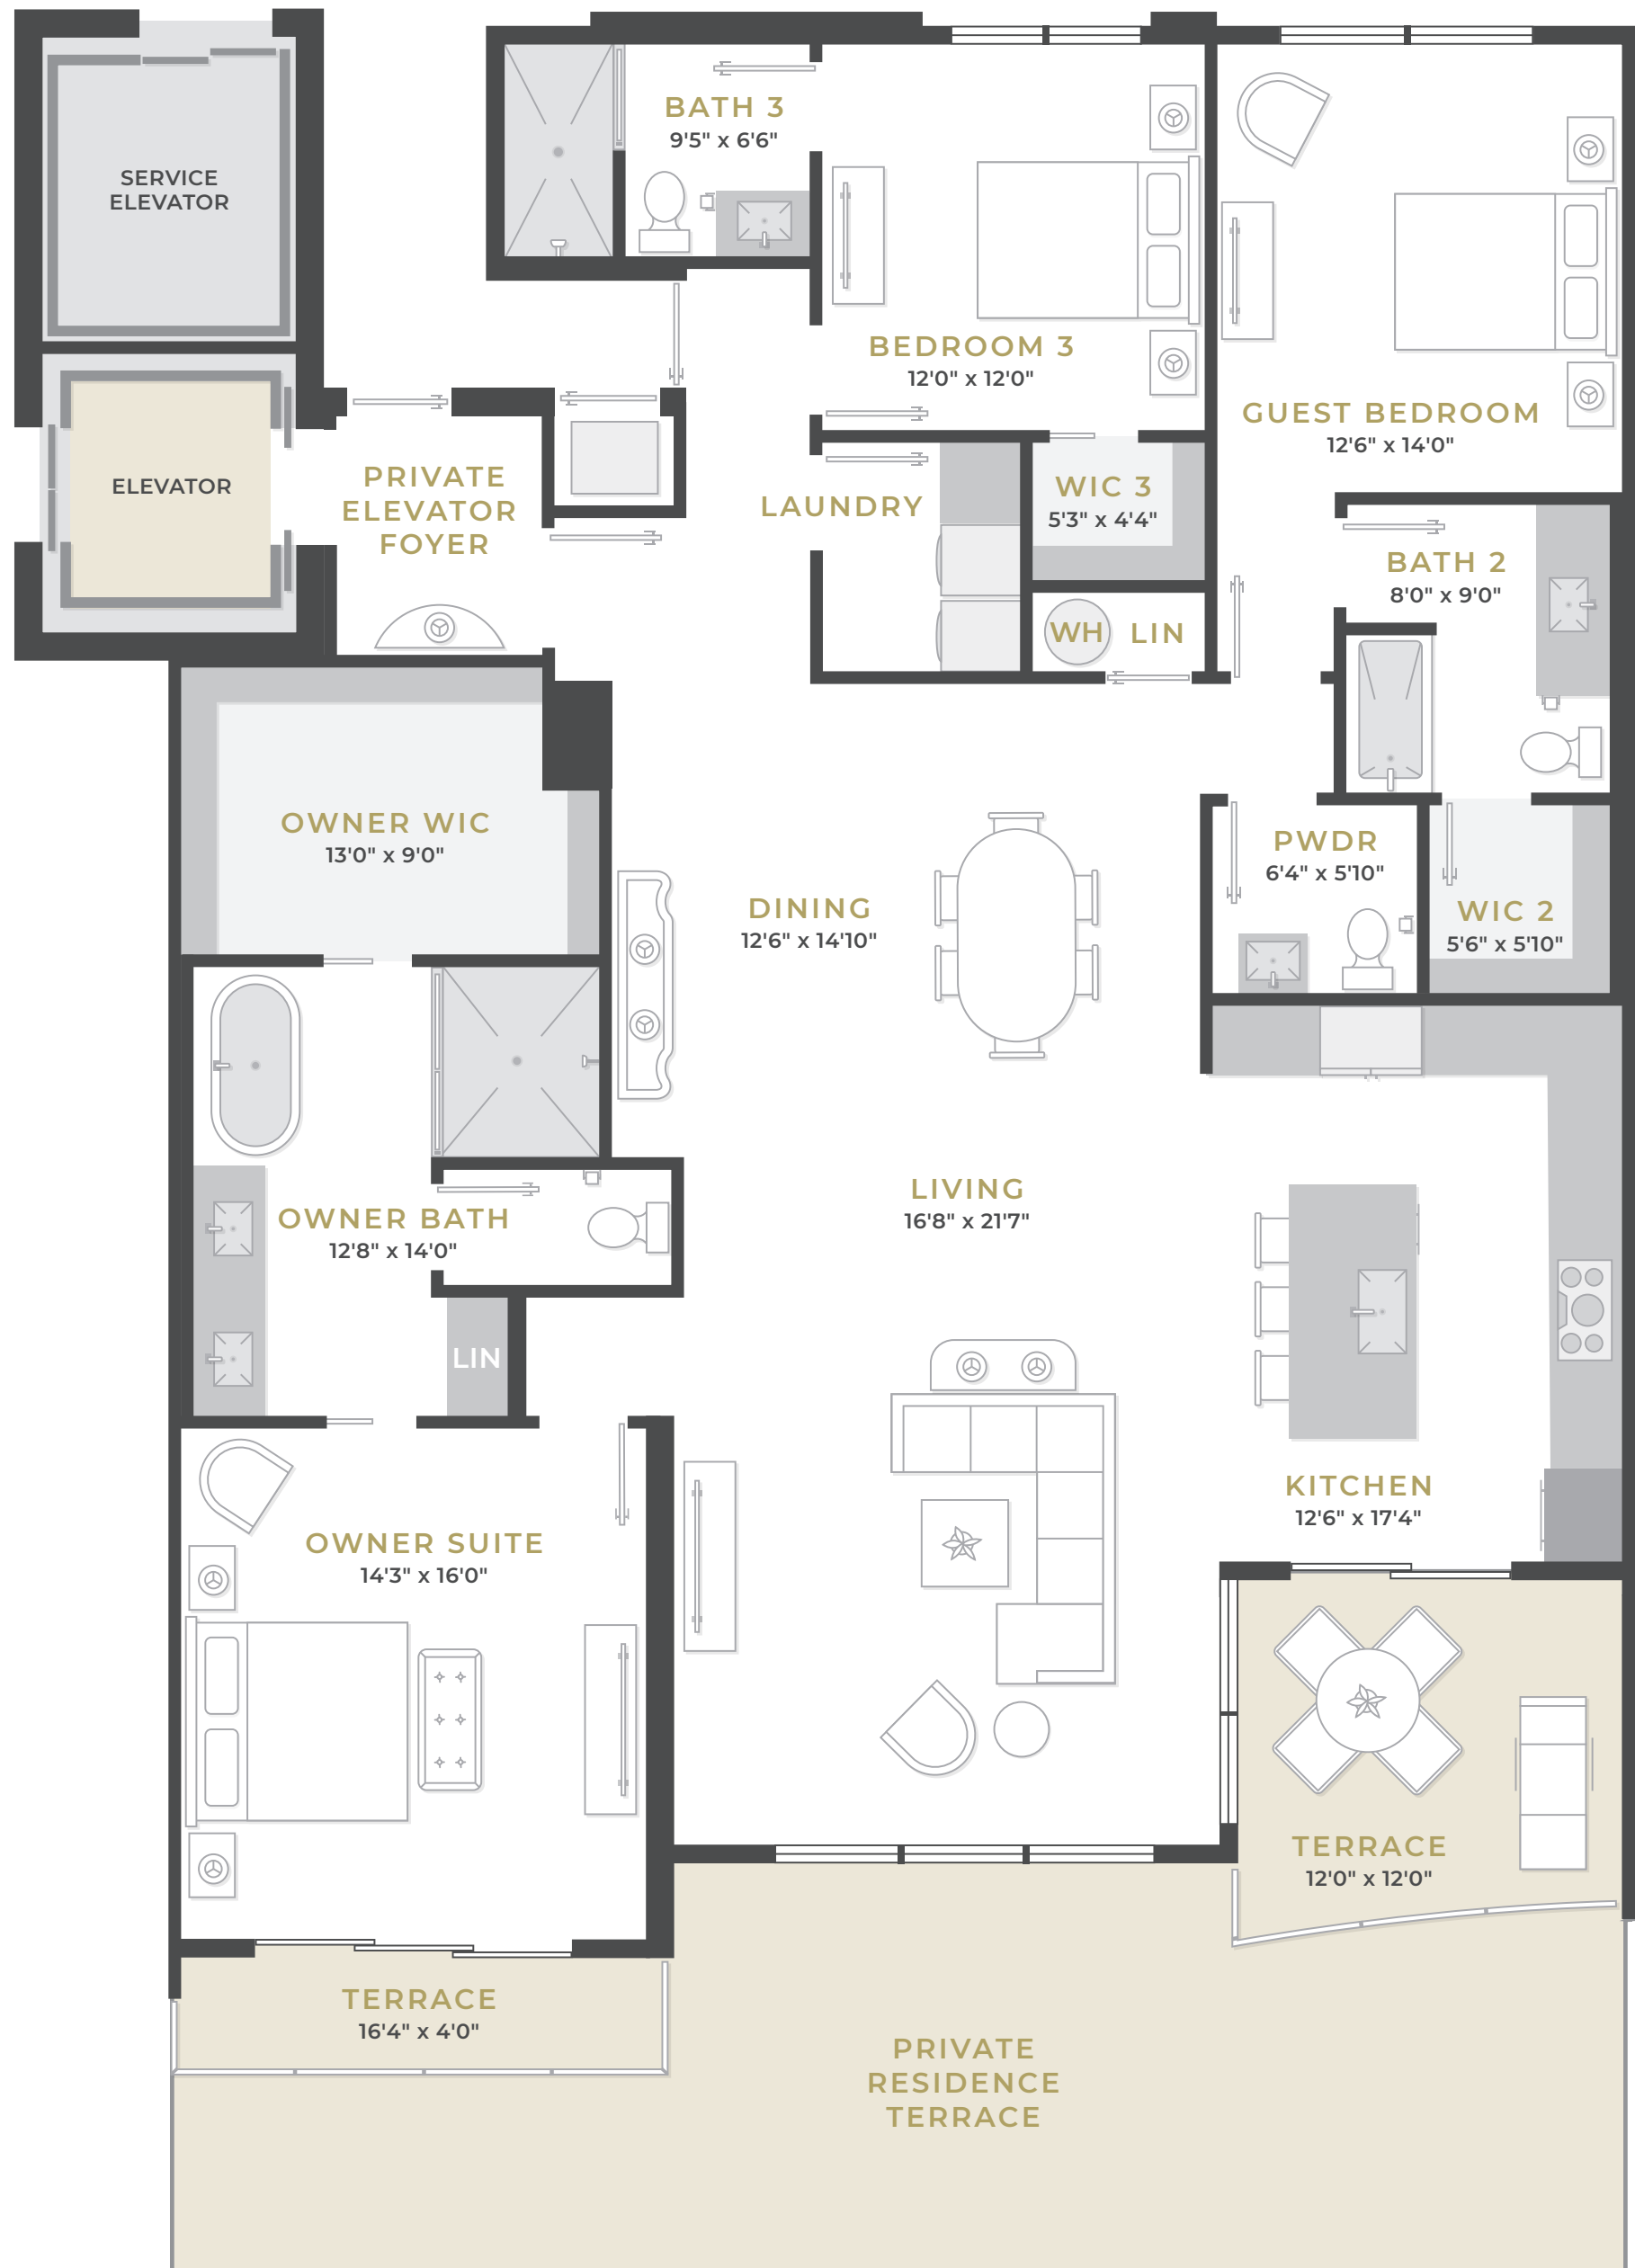 BATH 3
9'5" x 6'6"
SERVICE
ELEVATOR
BEDROOM 3
12'0" x 12'0"
GUEST BEDROOM
12'6" x 14'0"
ELEVATOR
PRIVATE
ELEVATOR
FOYER
LAUNDRY
WIC 3
5'3" x 4'4"
BATH 2
8'0" x 9'0"
WH
LIN
OWNER WIC
13'0" x 9'0"
DINING
12'6" x 14'10"
PWDR
6'4" x 5'10"
WIC 2
5'6" x 5'10"
OWNER BATH
12'8" x 14'0"
LIVING
16'8" x 21'7"
LIN
KITCHEN
12'6" x 17'4"
OWNER SUITE
14'3" x 16'0"
TERRACE
12'0" x 12'0"
TERRACE
16'4" x 4'0"
PRIVATE
RESIDENCE
TERRACE